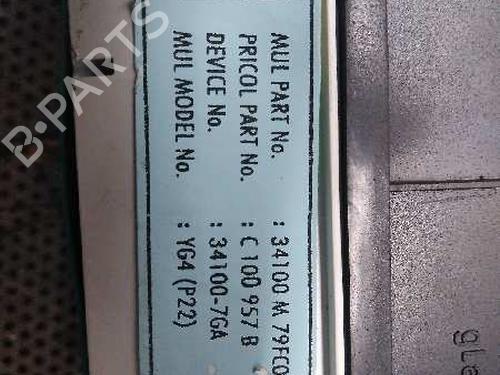 MUL PART No. : 34100 M 79FC0
PRICOL PART No. : C 100 957 B
DEVICE No. : 34100-7GA
MUL MODEL No. : YG4 (P22)
B-PARTS